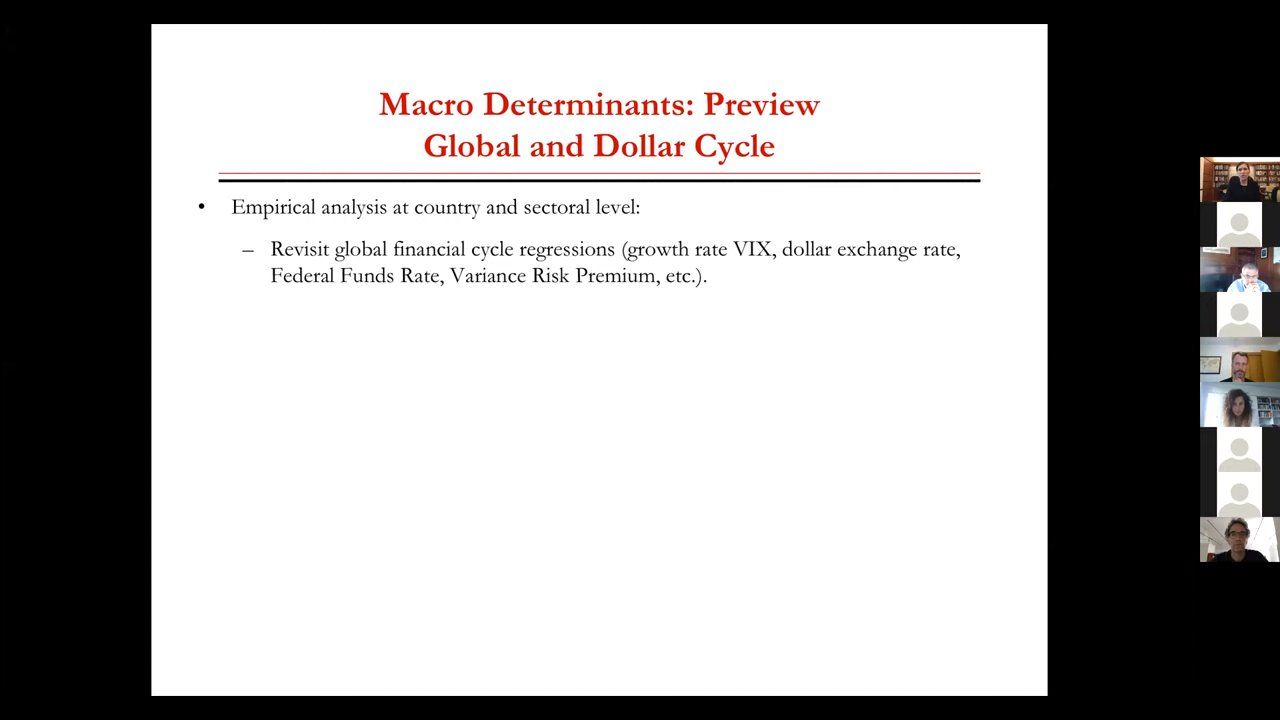 Macro Determinants: Preview
Global and Dollar Cycle
• Empirical analysis at country and sectoral level:
– Revisit global financial cycle regressions (growth rate VIX, dollar exchange rate,
Federal Funds Rate, Variance Risk Premium, etc.).